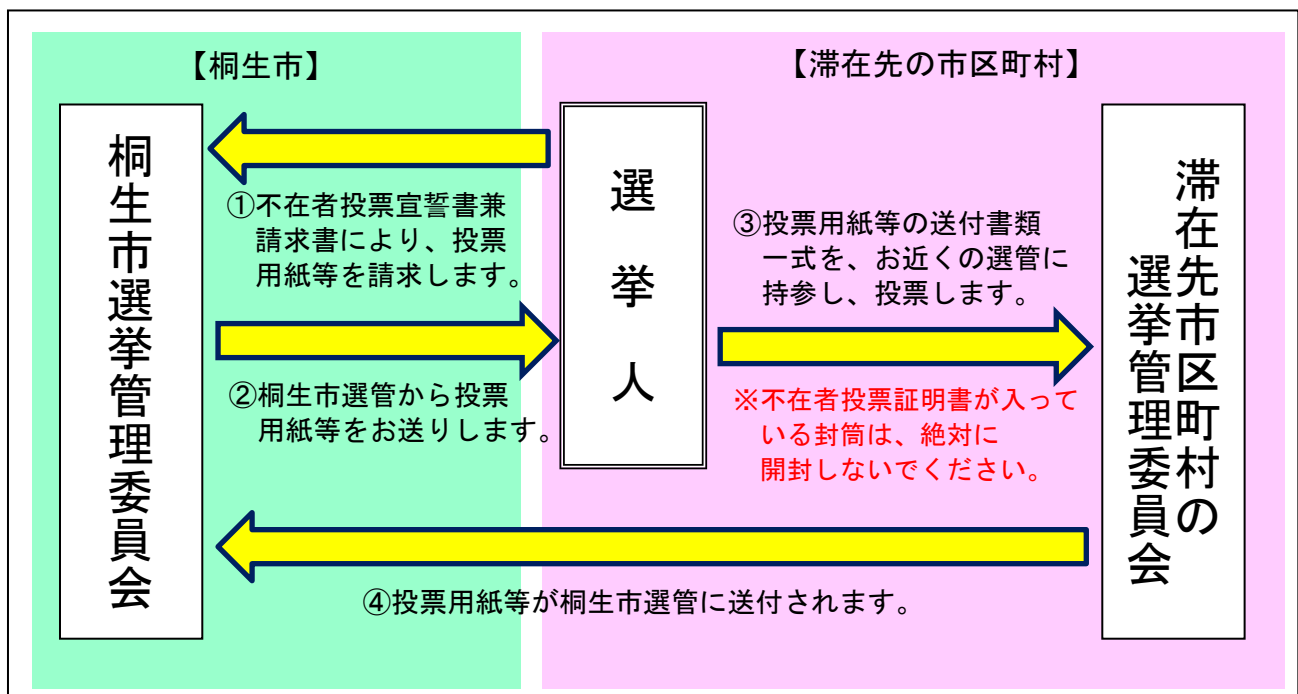 【桐生市】
【滞在先の市区町村】
桐生市選挙管理委員会
①不在者投票宣誓書兼
請求書により、投票
用紙等を請求します。
②桐生市選管から投票
用紙等をお送りします。
選挙人
③投票用紙等の送付書類
一式を、お近くの選管に
持参し、投票します。
※不在者投票証明書が入って
いる封筒は、絶対に
開封しないでください。
滞在先市区町村の
選挙管理委員会
④投票用紙等が桐生市選管に送付されます。